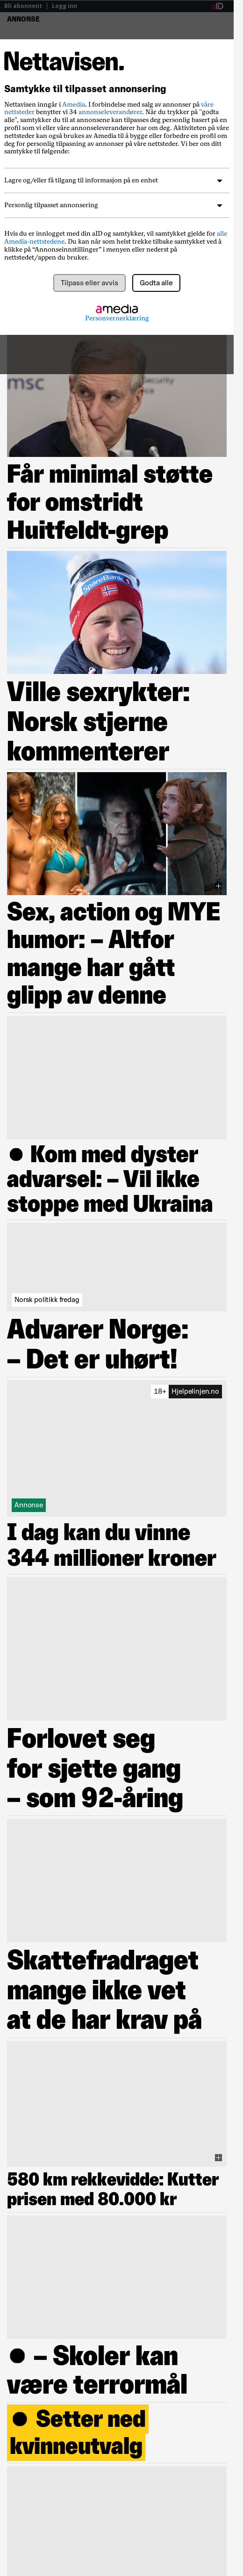 Bli abonnent | Logg inn
aID
ANNONSE
Nettavisen.
Samtykke til tilpasset annonsering
Nettavisen inngår i Amedia. I forbindelse med salg av annonser på våre
nettsteder benytter vi 34 annonseleverandører. Når du trykker på "godta
alle", samtykker du til at annonsører kan tilpasses deg personlig basert på en
profil som vi eller våre annonseleverandører har om deg. Aktiviteten på våre
nettsteder kan også brukes av Amedia til å bygge eller forbedre en profil om
deg for personlig tilpasning av annonser på våre nettsteder. Vi ber om ditt
samtykke til følgende:
Lagre og/eller få tilgang til informasjon på en enhet
Personlig tilpasset annonsering
Hvis du er innlogget med din aID og samtykker, vil samtykket gjelde for alle
Amedia-nettstedene. Du kan når som helst trekke tilbake samtykket ved å
klikke på “Annonseinnstillinger” i menyen eller nederst på
nettstedet/appen du bruker.
Tilpass eller avvis
Godta alle
amedia
Personvernerklæring
msc
Security
Får minimal støtte
for omstridt
Huitfeldt-grep
SpareBank
Ville sexrykter:
Norsk stjerne
kommenterer
Sex, action og MYE
humor: – Altfor
mange har gått
glipp av denne
● Kom med dyster
advarsel: – Vil ikke
stoppe med Ukraina
Norsk politikk fredag
Advarer Norge:
– Det er uhørt!
18+ Hjelpelinjen.no
Annonse
I dag kan du vinne
344 millioner kroner
Forlovet seg
for sjette gang
– som 92-åring
Skattefradraget
mange ikke vet
at de har krav på
580 km rekkevidde: Kutter
prisen med 80.000 kr
● – Skoler kan
være terrormål
● Setter ned
kvinneutvalg